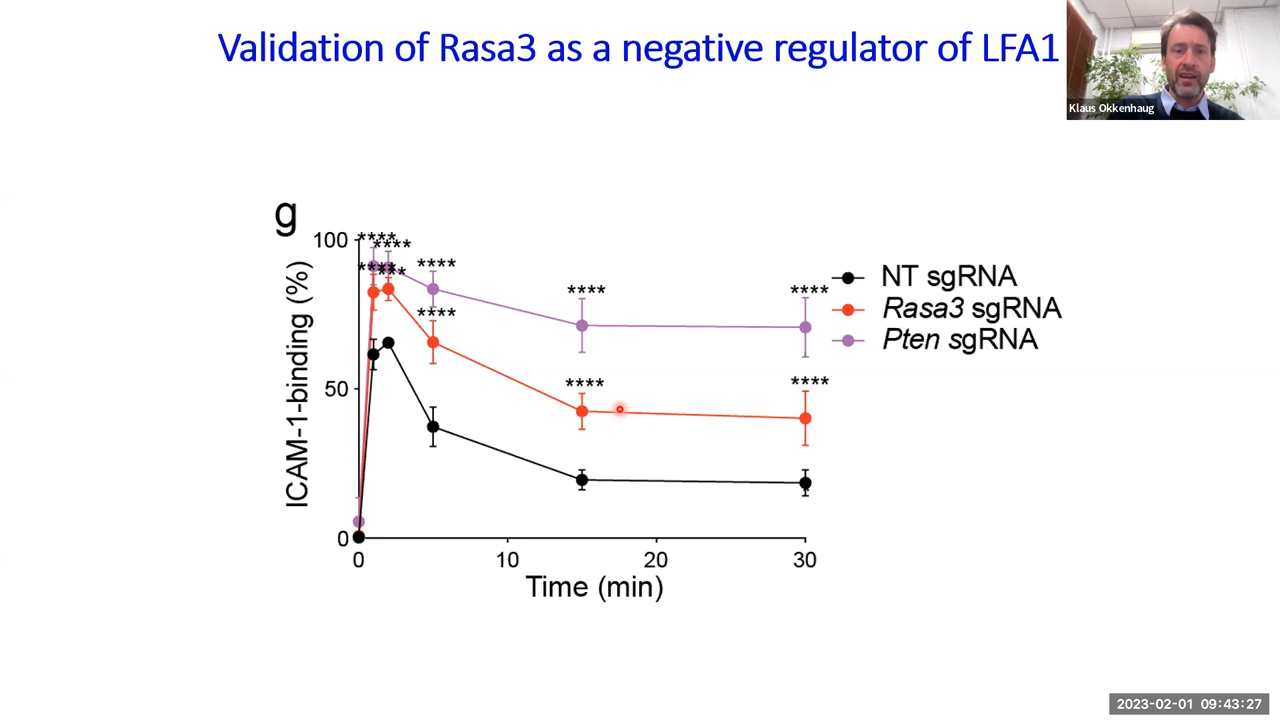 Validation of Rasa3 as a negative regulator of LFA1
Klaus Okkenhaug
g
100
50
0
ICAM-1-binding (%)
****
****
****
****
****
****
****
****
****
0
10
20
30
Time (min)
NT sgRNA
Rasa3 sgRNA
Pten sgRNA
2023-02-01 09:43:27